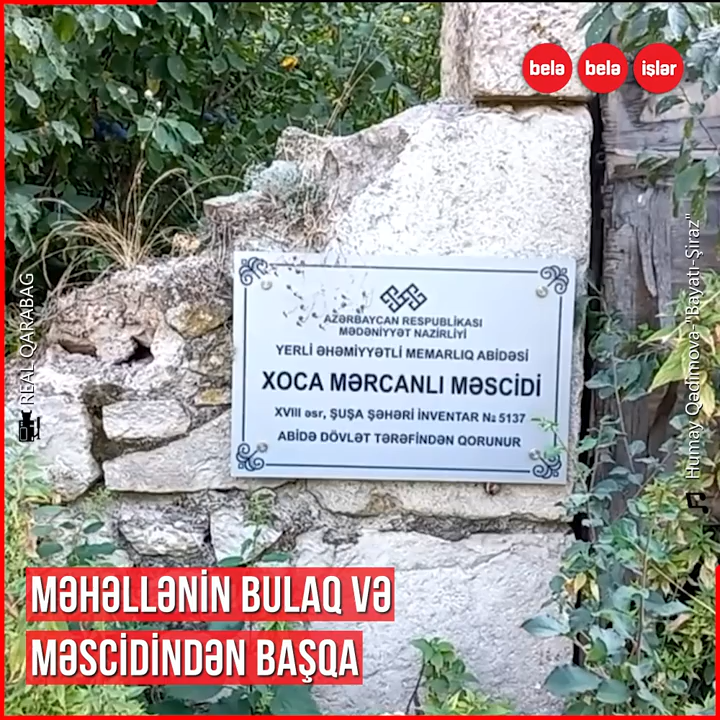 belə belə işlər
AZƏRBAYCAN RESPUBLİKASI
MƏDƏNİYYƏT NAZİRLİYİ
YERLİ ƏHƏMİYYƏTLİ MEMARLIQ ABİDƏSİ
XOCA MƏRCANLI MƏSCİDİ
XVIII əsr, ŞUŞA ŞƏHƏRİ İNVENTAR № 5137
ABİDƏ DÖVLƏT TƏRƏFİNDƏN QORUNUR
REAL QARABAG
Humay Qədimova-"Bayatı-Şiraz"
MƏHƏLLƏNİN BULAQ VƏ
MƏSCİDİNDƏN BAŞQA